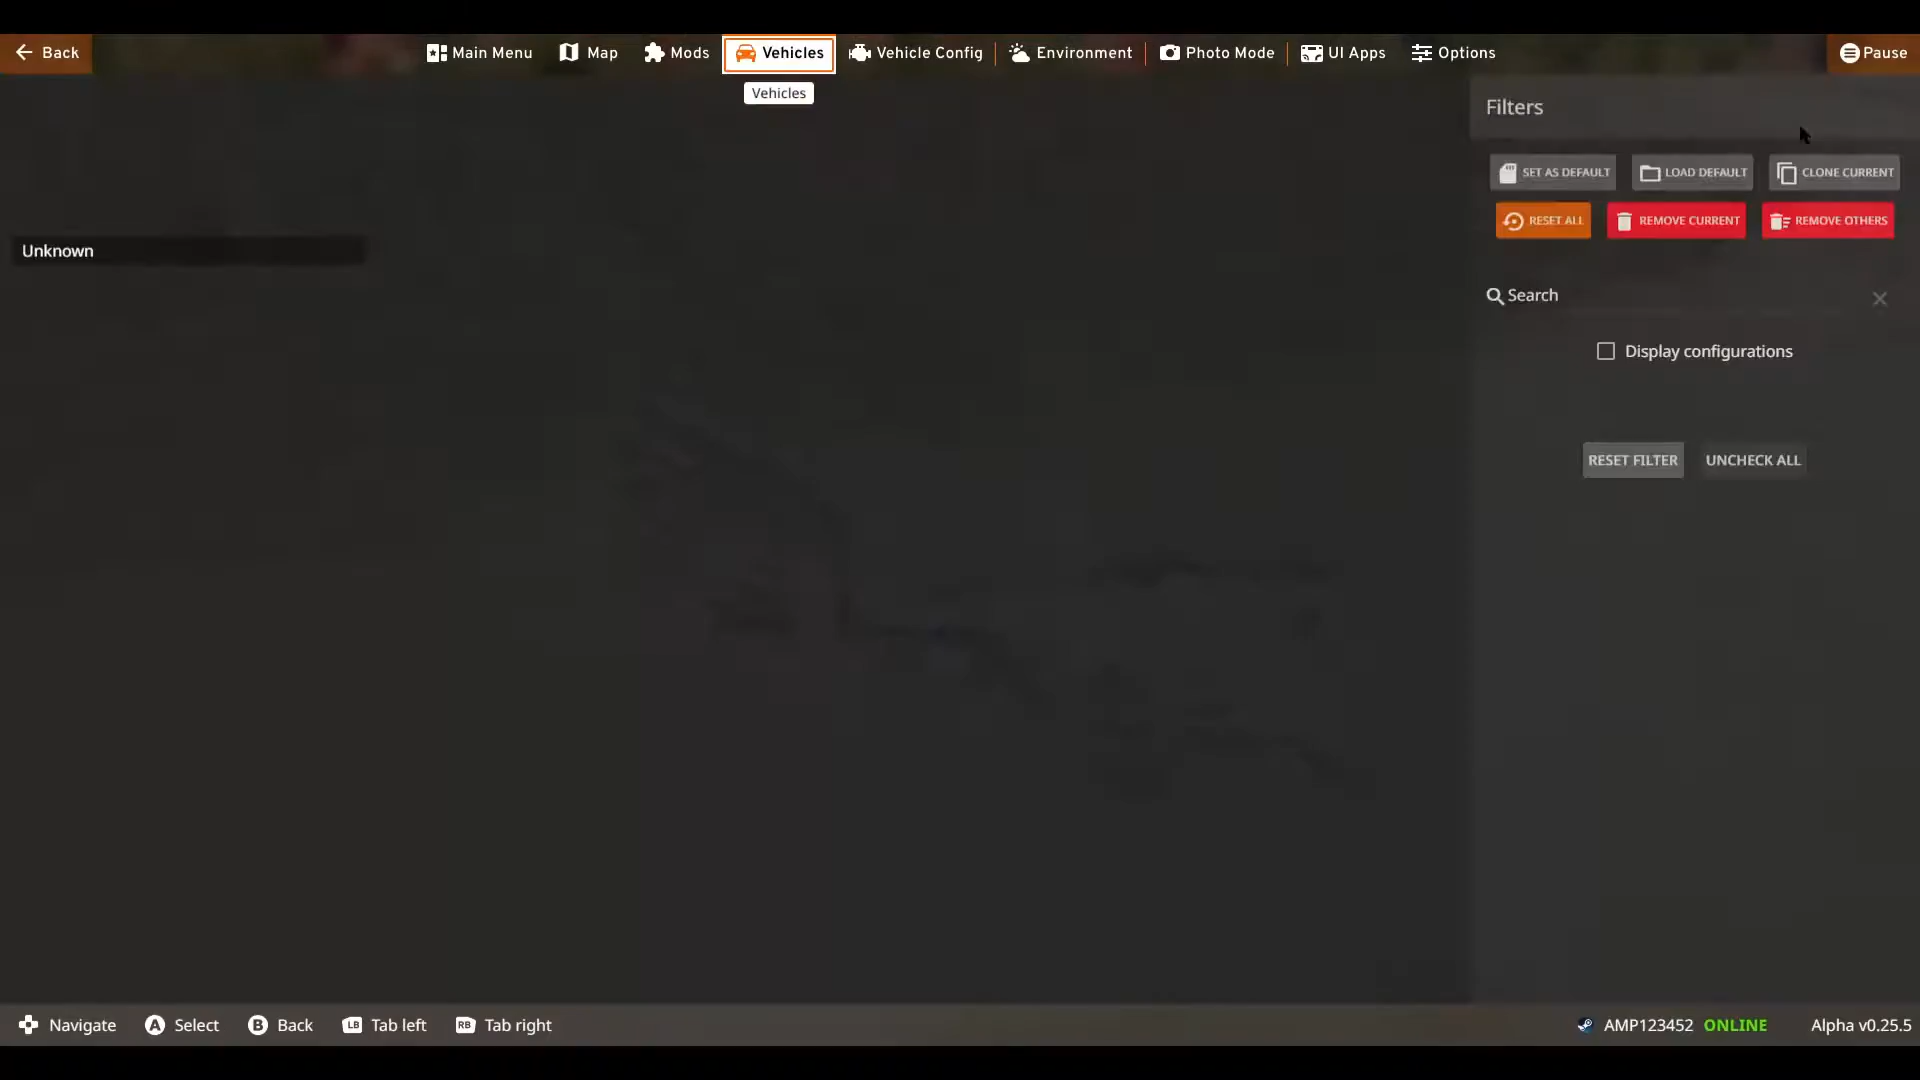 Back
Main Menu
Map
Mods
Vehicles
Vehicle Config
Environment
Photo Mode
UI Apps
Options
Pause
Vehicles
Filters
SET AS DEFAULT
LOAD DEFAULT
CLONE CURRENT
RESET ALL
REMOVE CURRENT
REMOVE OTHERS
Unknown
Search
Display configurations
RESET FILTER
UNCHECK ALL
Navigate
A Select
B Back
LB Tab left
RB Tab right
AMP123452 ONLINE
Alpha v0.25.5